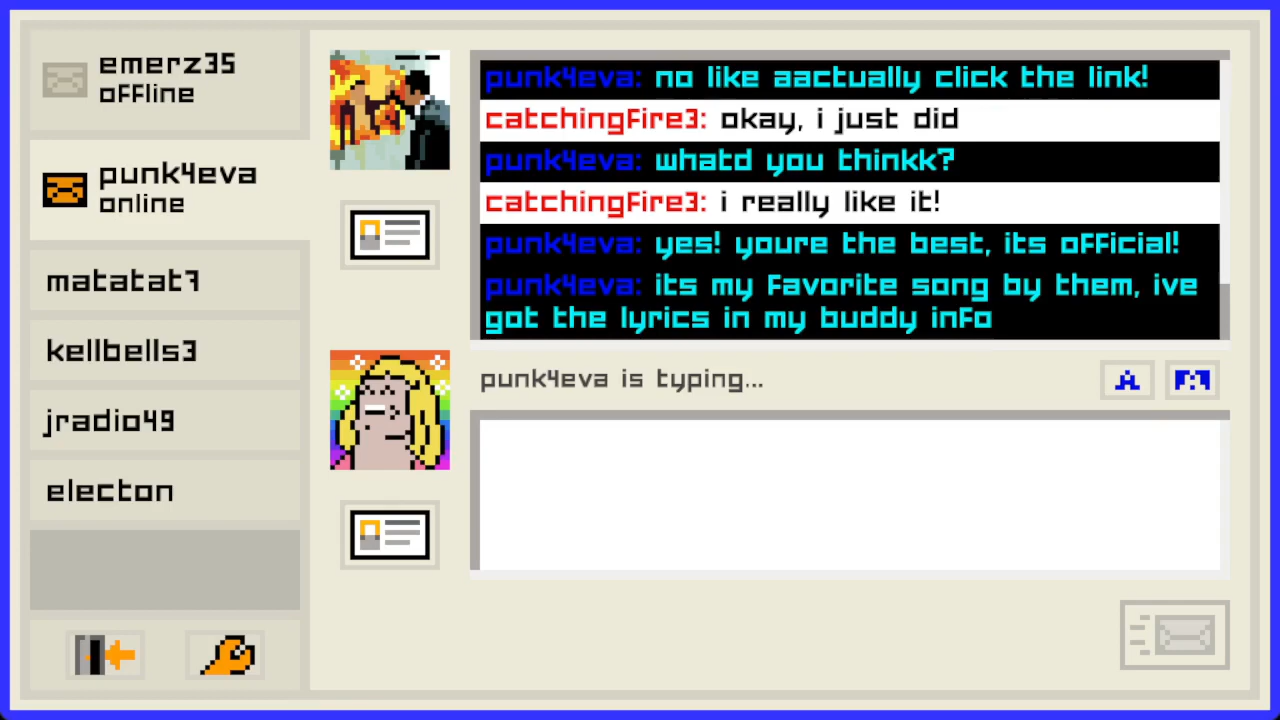 emerz35
offline
punk4eva
online
matatat7
kellbells3
jradio49
electon
punk4eva: no like aactually click the link!
catchingfire3: okay, i just did
punk4eva: whatd you thinkk?
catchingfire3: i really like it!
punk4eva: yes! youre the best, its official!
punk4eva: its my favorite song by them, ive
got the lyrics in my buddy info
punk4eva is typing...
A